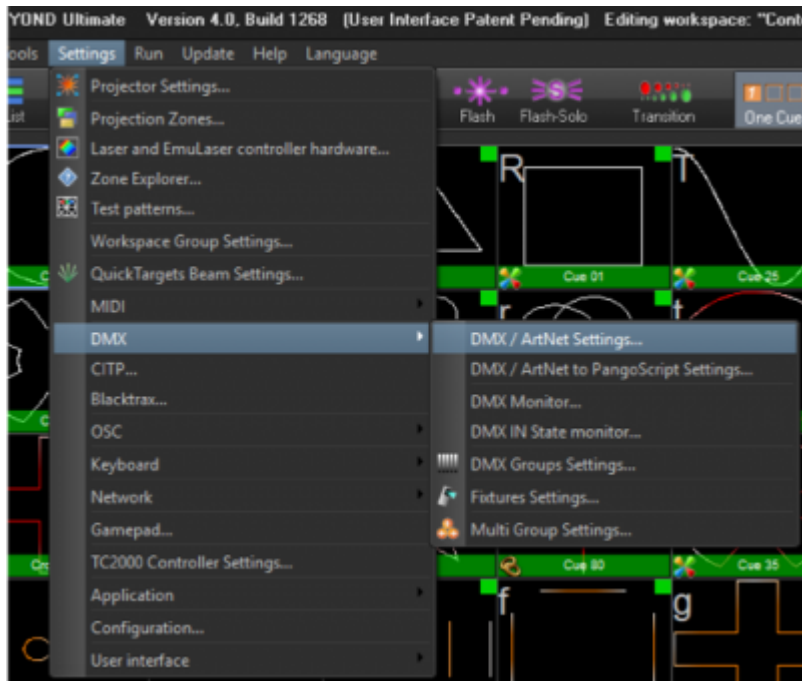 YOND Ultimate Version 4.0, Build 1268 (User Interface Patent Pending) Editing workspace: "Cont
ools Settings Run Update Help Language
ist Flash Flash-Solo Transition One Cue
Projector Settings...
Projection Zones...
Laser and EmuLaser controller hardware...
Zone Explorer...
Test patterns...
Workspace Group Settings...
QuickTargets Beam Settings...
MIDI
DMX
CITP...
Blacktrax...
OSC
Keyboard
Network
Gamepad...
TC2000 Controller Settings...
Application
Configuration...
User interface
DMX / ArtNet Settings...
DMX / ArtNet to PangoScript Settings...
DMX Monitor...
DMX IN State monitor...
DMX Groups Settings...
Fixtures Settings...
Multi Group Settings...
R T
Cue 01 Cue 25
r t
Cue 80 Cue 35
f g